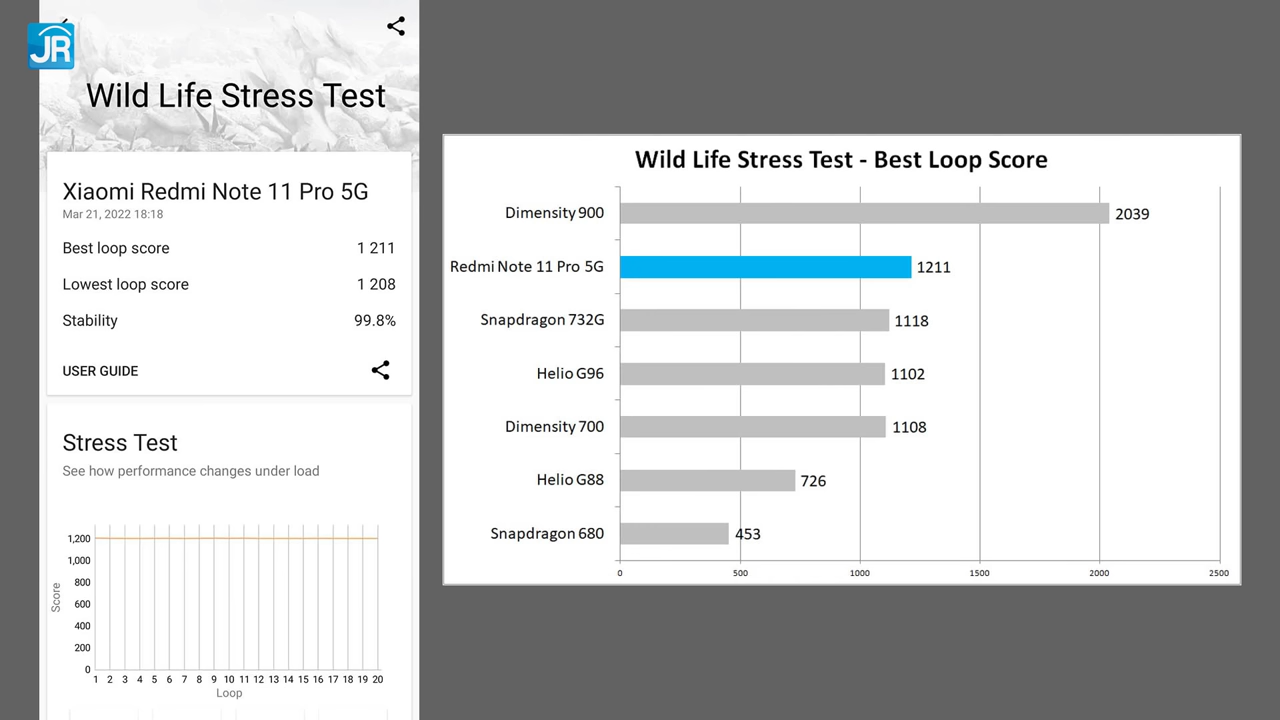 JR
Wild Life Stress Test
Xiaomi Redmi Note 11 Pro 5G
Mar 21, 2022 18:18
Best loop score 1 211
Lowest loop score 1 208
Stability 99.8%
USER GUIDE
Stress Test
See how performance changes under load
1,200
1,000
800
600
400
200
0
Score
1 2 3 4 5 6 7 8 9 10 11 12 13 14 15 16 17 18 19 20
Loop
Wild Life Stress Test - Best Loop Score
Dimensity 900 2039
Redmi Note 11 Pro 5G 1211
Snapdragon 732G 1118
Helio G96 1102
Dimensity 700 1108
Helio G88 726
Snapdragon 680 453
0 500 1000 1500 2000 2500